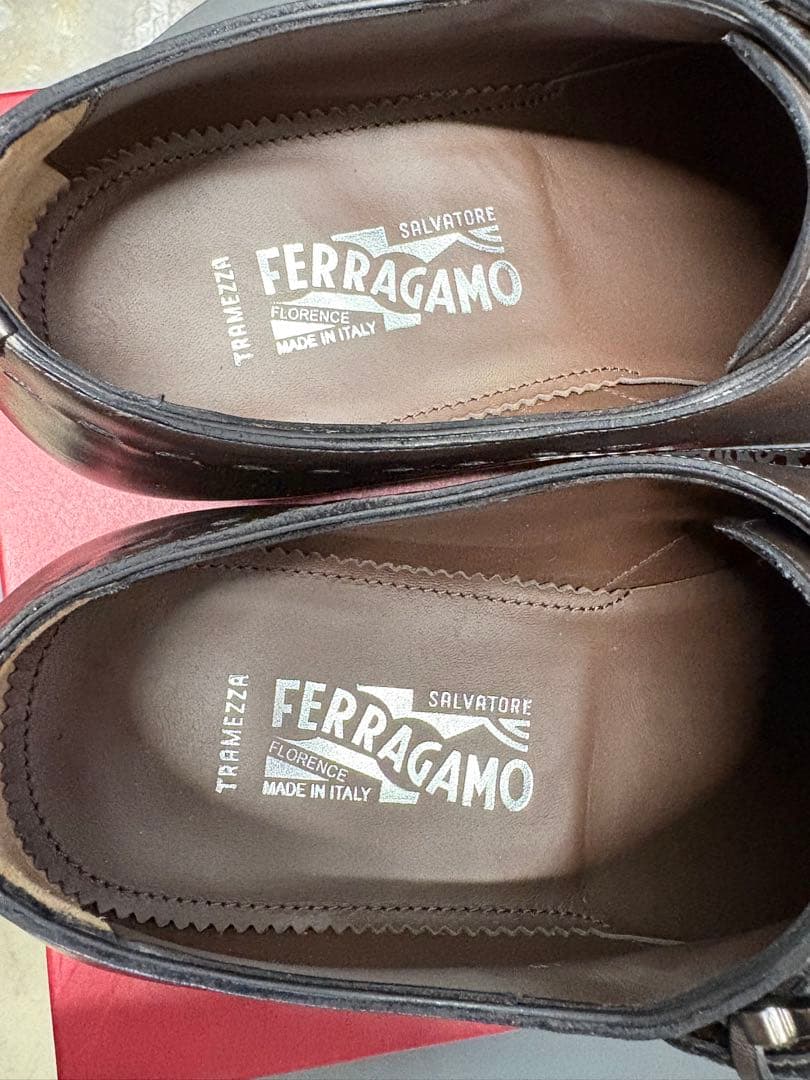 TRAMEZZA
SALVATORE
FERRAGAMO
FLORENCE
MADE IN ITALY
TRAMEZZA
SALVATORE
FERRAGAMO
FLORENCE
MADE IN ITALY